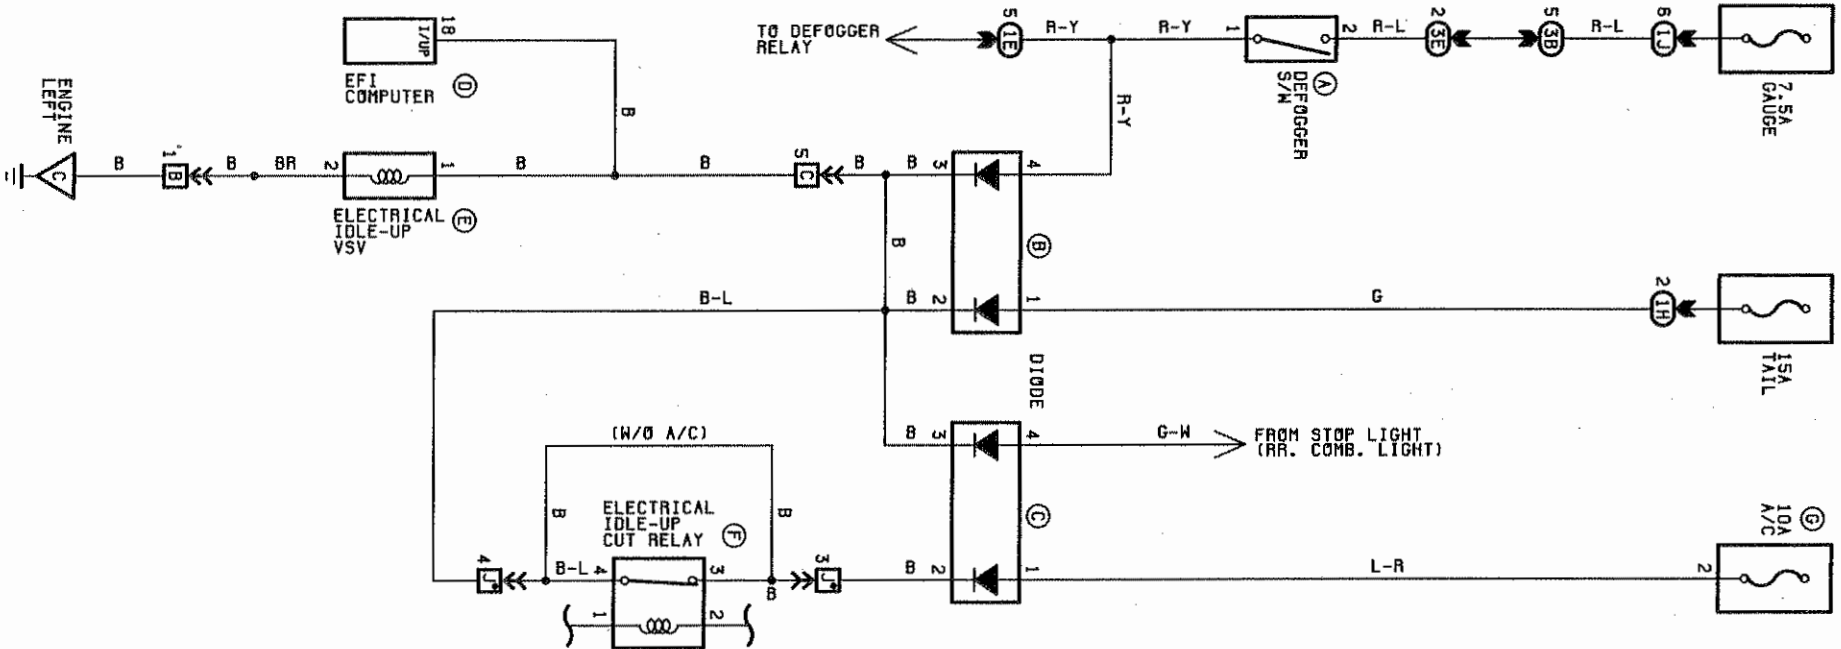 7.5A
GAUGE
6 1J
R-L
5 3B
2 3E
R-L
2
1
A
DEFOGGER
S/W
R-Y
R-Y
5 1E
TO DEFOGGER
RELAY
R-Y
18
I/UP
EFI
COMPUTER
D
B
ENGINE
LEFT
C
B
1 B
B
BR
2
1
ELECTRICAL
IDLE-UP
VSV
E
B
B
5 C
B
B
3
4
B
B
B
2
1
G
2 1H
15A
TAIL
B-L
DIODE
B
3
4
G-W
FROM STOP LIGHT
(RR. COMB. LIGHT)
C
(W/O A/C)
B
B
ELECTRICAL
IDLE-UP
CUT RELAY
F
4 J
B-L
4
3
B
3 J
B
2
1
L-R
2
G
10A
A/C
1
2